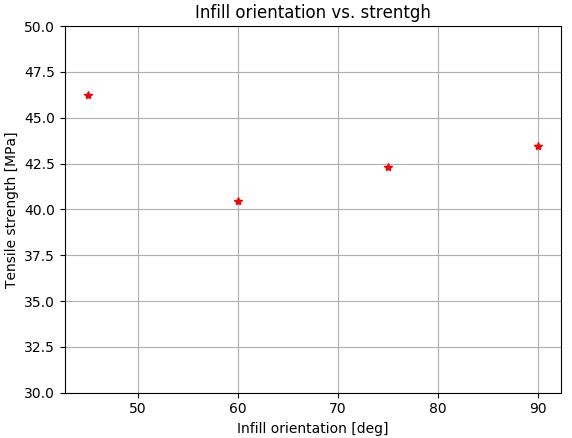 Infill orientation vs. strentgh
50.0
47.5
45.0
42.5
40.0
37.5
35.0
32.5
30.0
Tensile strength [MPa]
50 60 70 80 90
Infill orientation [deg]